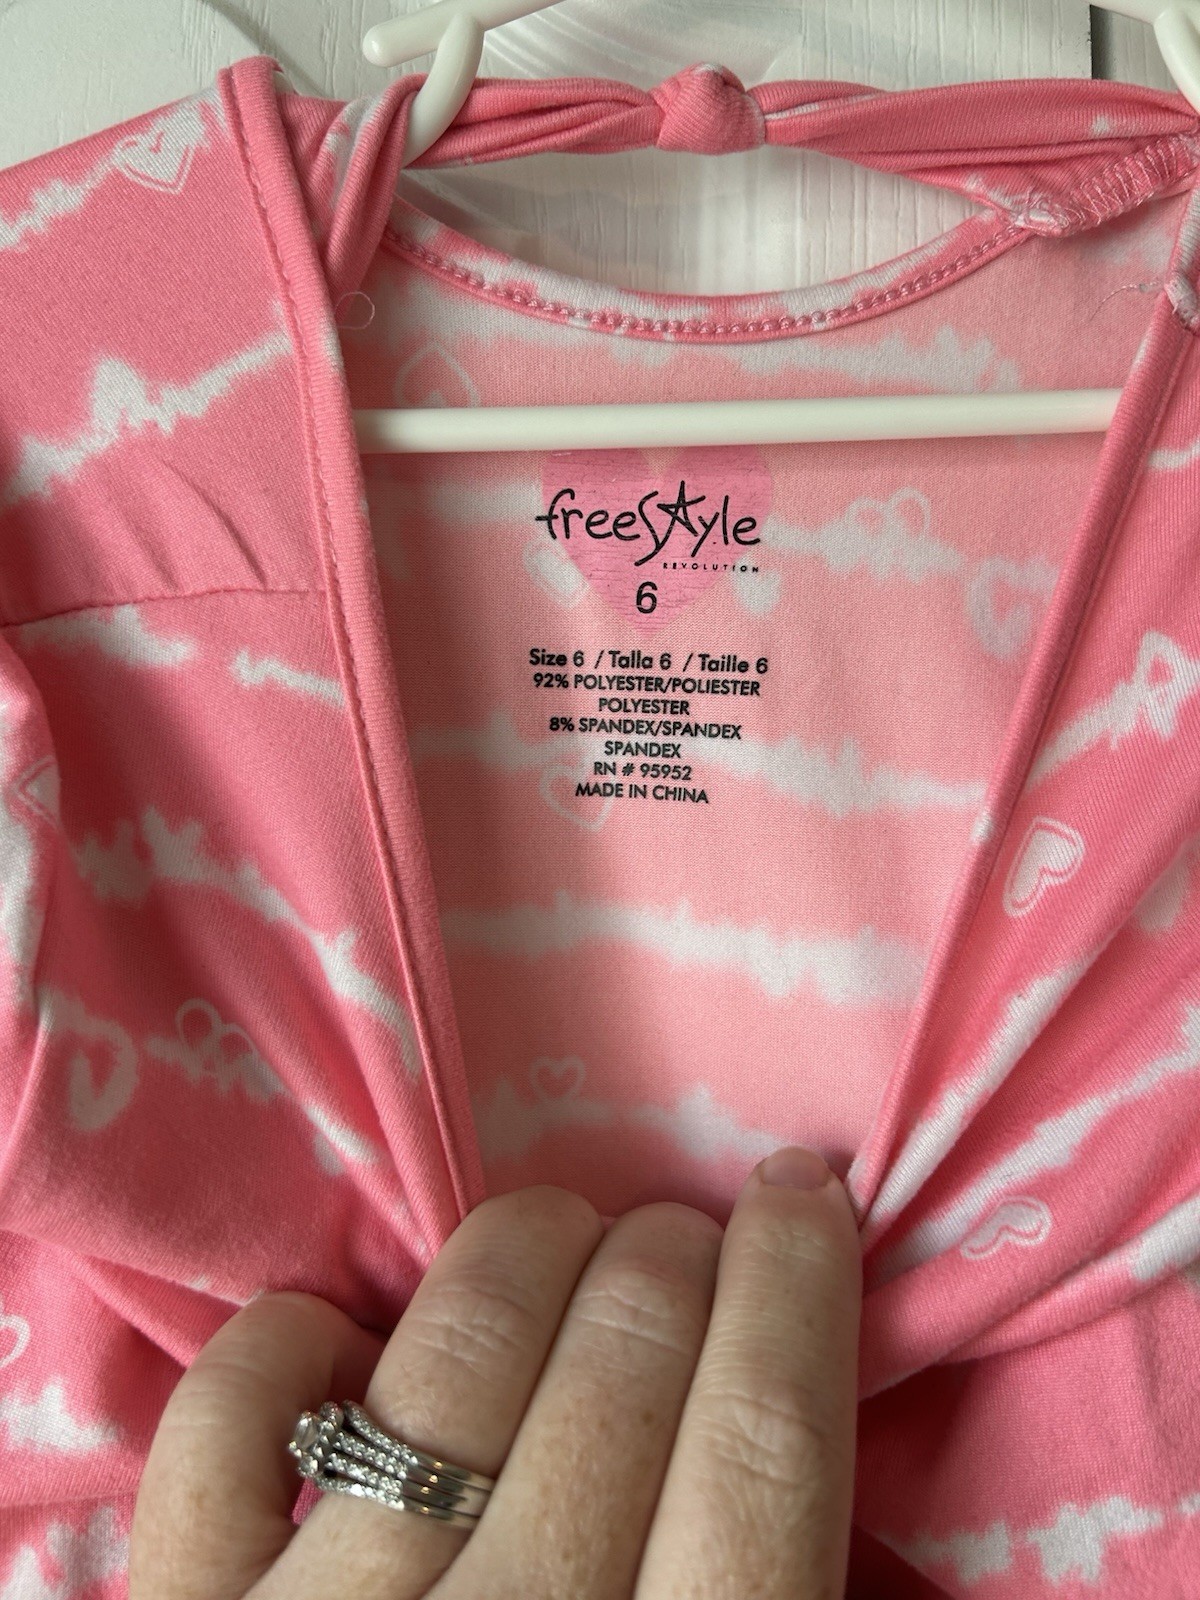 freestyle
REVOLUTION
6
Size 6 / Talla 6 / Taille 6
92% POLYESTER/POLIESTER
POLYESTER
8% SPANDEX/SPANDEX
SPANDEX
RN # 95952
MADE IN CHINA